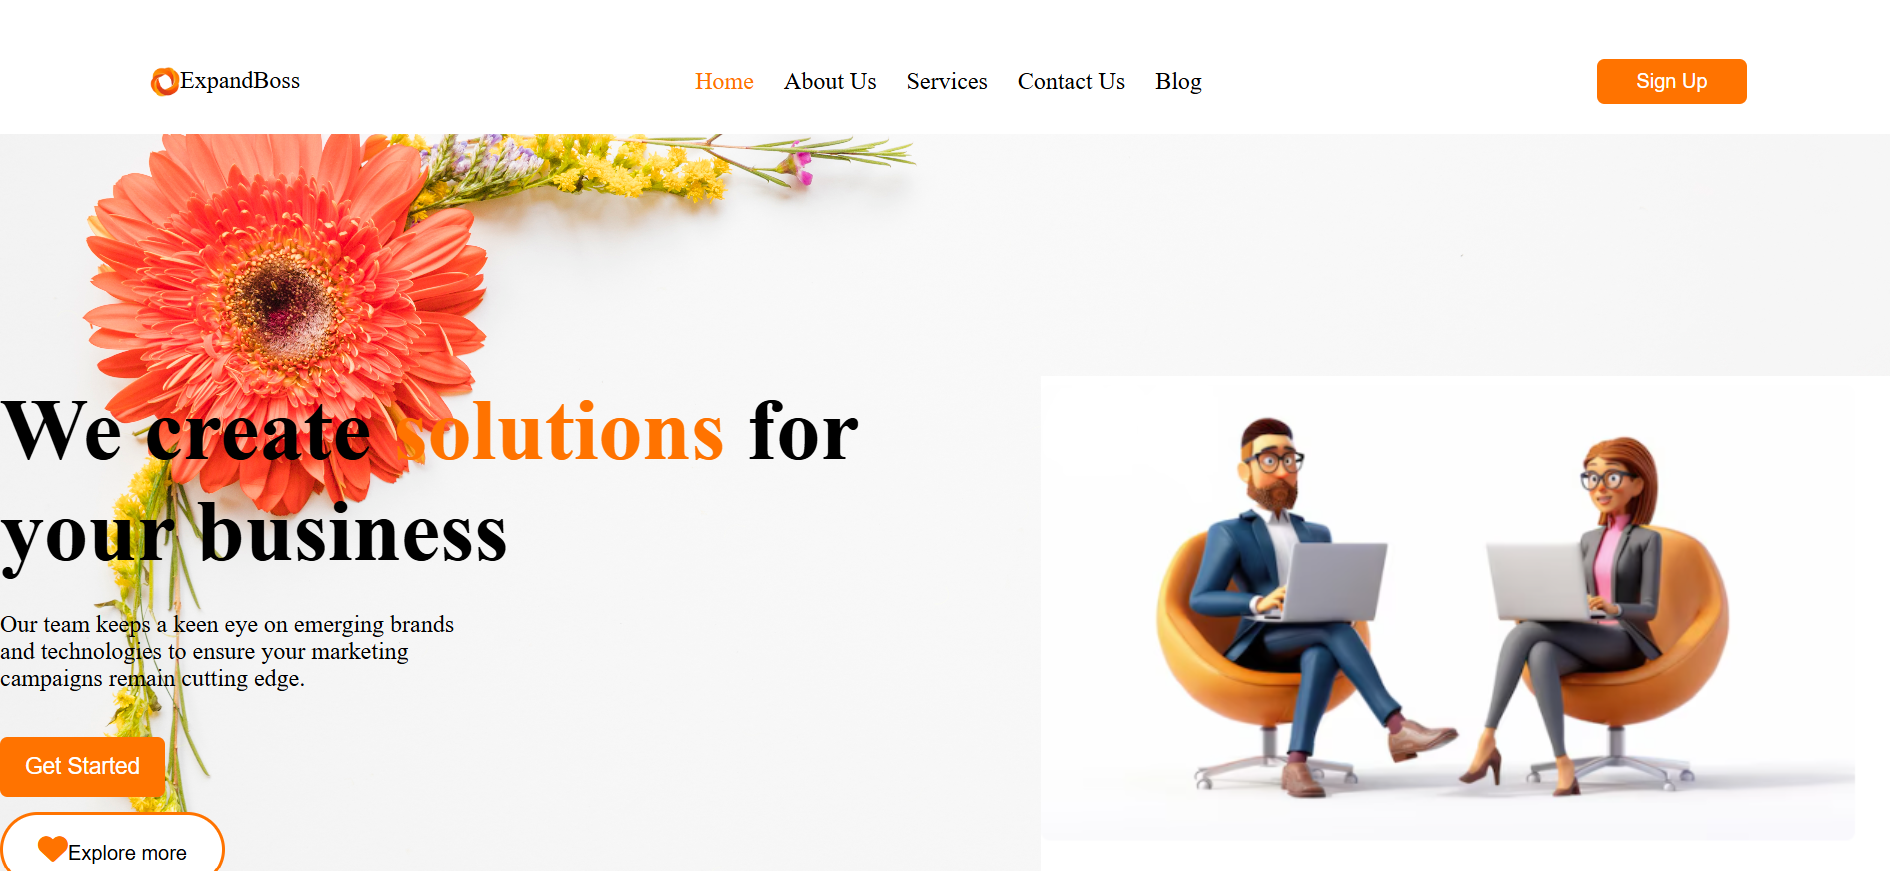 ExpandBoss
Home About Us Services Contact Us Blog
Sign Up
We create solutions for
your business
Our team keeps a keen eye on emerging brands
and technologies to ensure your marketing
campaigns remain cutting edge.
Get Started
Explore more